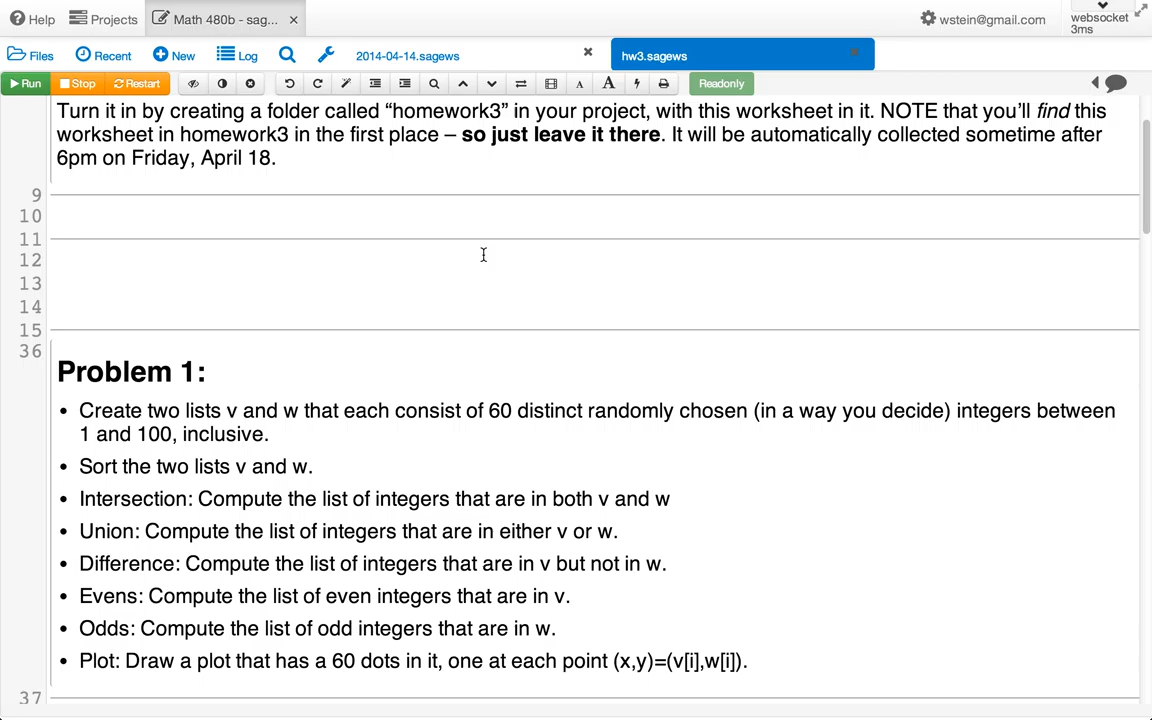 Help Projects Math 480b - sag... × wstein@gmail.com websocket 3ms
Files Recent New Log 2014-04-14.sagews × hw3.sagews
Run Stop Restart A A Readonly
Turn it in by creating a folder called “homework3” in your project, with this worksheet in it. NOTE that you’ll find this
worksheet in homework3 in the first place – so just leave it there. It will be automatically collected sometime after
6pm on Friday, April 18.
9
10
11
12
13
14
15
36
Problem 1:
• Create two lists v and w that each consist of 60 distinct randomly chosen (in a way you decide) integers between
1 and 100, inclusive.
• Sort the two lists v and w.
• Intersection: Compute the list of integers that are in both v and w
• Union: Compute the list of integers that are in either v or w.
• Difference: Compute the list of integers that are in v but not in w.
• Evens: Compute the list of even integers that are in v.
• Odds: Compute the list of odd integers that are in w.
• Plot: Draw a plot that has a 60 dots in it, one at each point (x,y)=(v[i],w[i]).
37